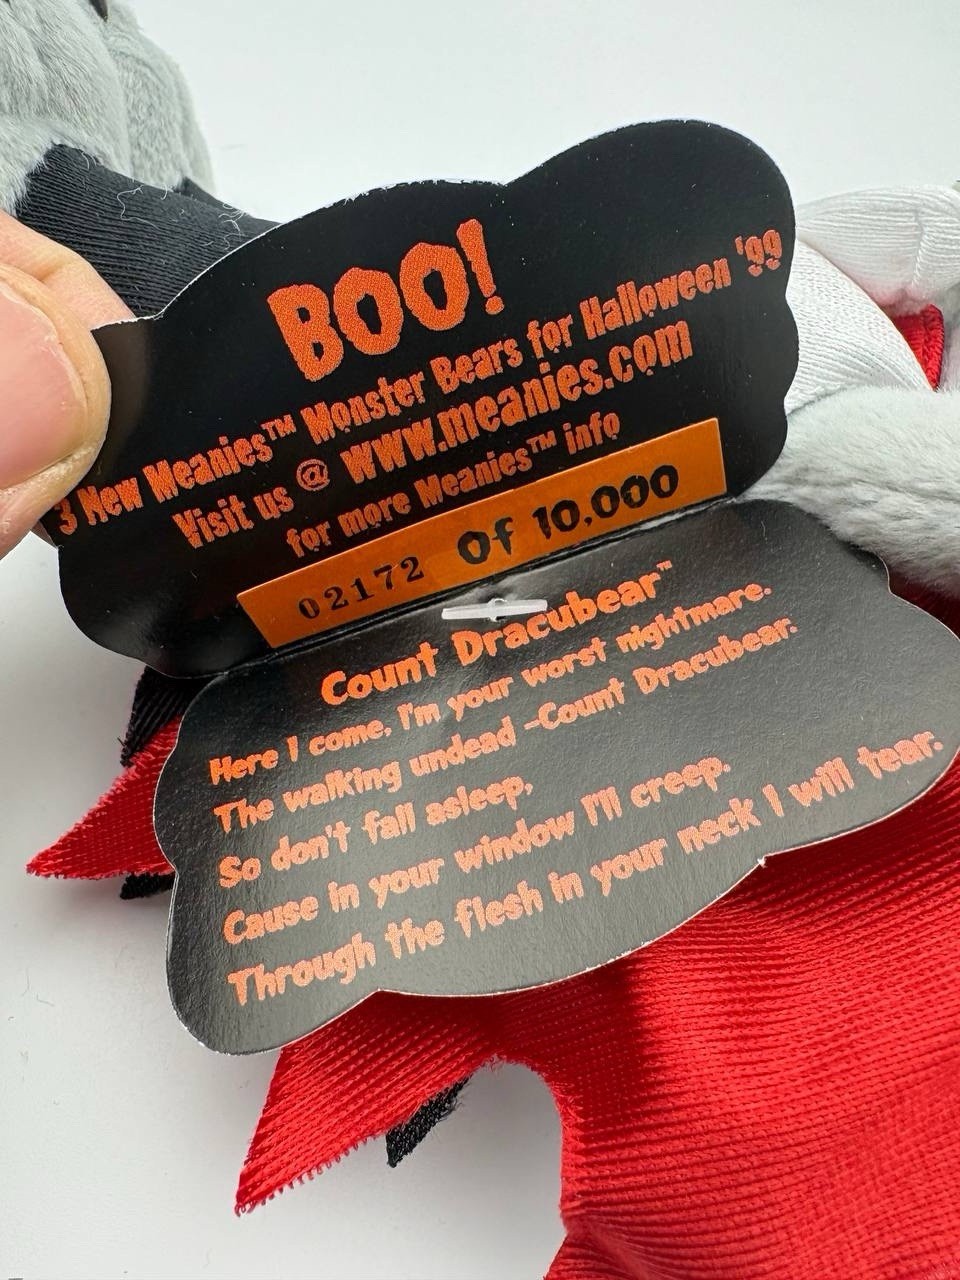 BOO!
3 New Meanies™ Monster Bears for Halloween '99
Visit us @ www.meanies.com
for more Meanies™ info
02172 Of 10,000
Count Dracubear™
Here I come, I'm your worst nightmare.
The walking undead -Count Dracubear.
So don't fall asleep,
Cause in your window I'll creep.
Through the flesh in your neck I will tear.